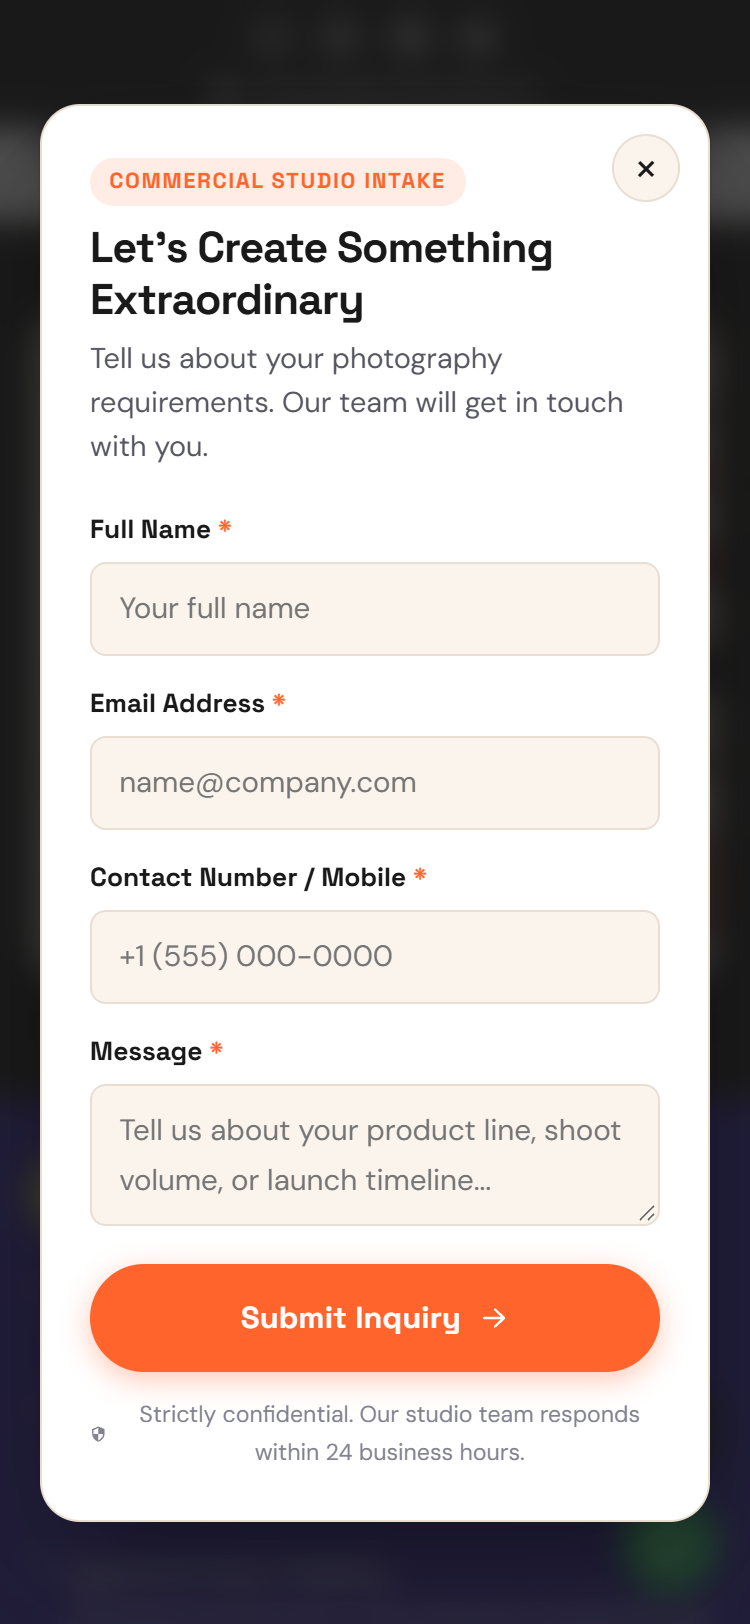 COMMERCIAL STUDIO INTAKE
Let’s Create Something
Extraordinary
Tell us about your photography
requirements. Our team will get in touch
with you.
Full Name *
Your full name
Email Address *
name@company.com
Contact Number / Mobile *
+1 (555) 000-0000
Message *
Tell us about your product line, shoot
volume, or launch timeline...
Submit Inquiry →
Strictly confidential. Our studio team responds
within 24 business hours.